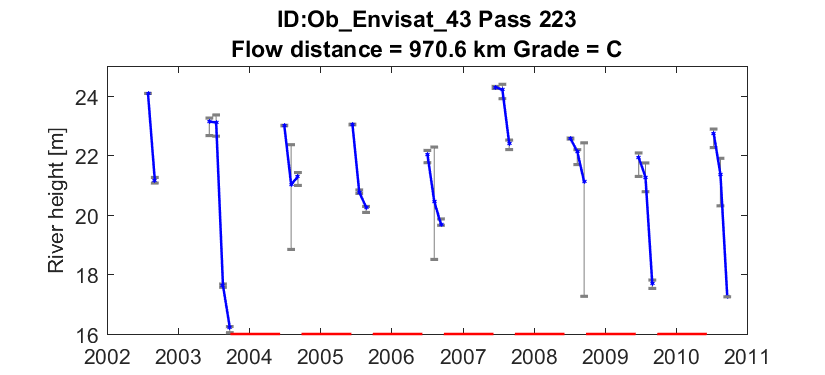 ID:Ob_Envisat_43 Pass 223
Flow distance = 970.6 km Grade = C
River height [m]
24
22
20
18
16
2002 2003 2004 2005 2006 2007 2008 2009 2010 2011